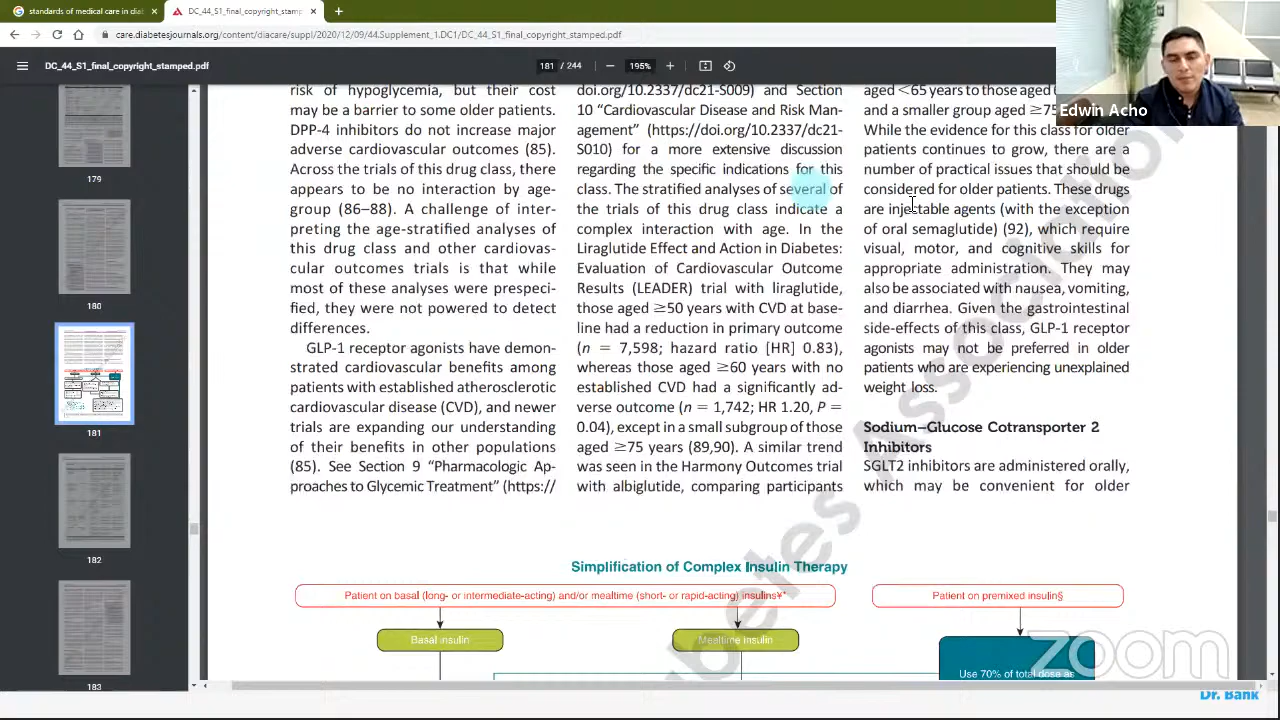 standards of medical care in dia
DC_44_S1_final_copyright_stamp
care.diabetesjournals.org/content/diacare/suppl/2020/12/09/44.Supplement_1.DC1/DC_44_S1_final_copyright_stamped.pdf
DC_44_S1_final_copyright_stamped.pdf
181 / 244
195%
Edwin Acho
179
180
181
182
183
risk of hypoglycemia, but their cost
may be a barrier to some older patients.
DPP-4 inhibitors do not increase major
adverse cardiovascular outcomes (85).
Across the trials of this drug class, there
appears to be no interaction by age-
group (86–88). A challenge of inter-
preting the age-stratified analyses of
this drug class and other cardiovas-
cular outcomes trials is that while
most of these analyses were prespeci-
fied, they were not powered to detect
differences.
GLP-1 receptor agonists have demon-
strated cardiovascular benefits among
patients with established atherosclerotic
cardiovascular disease (CVD), and newer
trials are expanding our understanding
of their benefits in other populations
(85). See Section 9 “Pharmacologic Ap-
proaches to Glycemic Treatment” (https://
doi.org/10.2337/dc21-S009) and Section
10 “Cardiovascular Disease and Risk Man-
agement” (https://doi.org/10.2337/dc21-
S010) for a more extensive discussion
regarding the specific indications for this
class. The stratified analyses of several of
the trials of this drug class indicate a
complex interaction with age. In the
Liraglutide Effect and Action in Diabetes:
Evaluation of Cardiovascular Outcome
Results (LEADER) trial with liraglutide,
those aged ≥50 years with CVD at base-
line had a reduction in primary outcome
(n = 7,598; hazard ratio [HR] 0.83),
whereas those aged ≥60 years with no
established CVD had a significantly ad-
verse outcome (n = 1,742; HR 1.20, P =
0.04), except in a small subgroup of those
aged ≥75 years (89,90). A similar trend
was seen in the Harmony Outcomes trial
with albiglutide, comparing participants
aged <65 years to those aged
and a smaller group aged ≥75
While the evidence for this class for older
patients continues to grow, there are a
number of practical issues that should be
considered for older patients. These drugs
are injectable agents (with the exception
of oral semaglutide) (92), which require
visual, motor, and cognitive skills for
appropriate administration. They may
also be associated with nausea, vomiting,
and diarrhea. Given the gastrointestinal
side effects of this class, GLP-1 receptor
agonists may not be preferred in older
patients who are experiencing unexplained
weight loss.
Sodium–Glucose Cotransporter 2
Inhibitors
SGLT2 inhibitors are administered orally,
which may be convenient for older
Simplification of Complex Insulin Therapy
Patient on basal (long- or intermediate-acting) and/or mealtime (short- or rapid-acting) insulins¥*
Patient on premixed insulin§
Basal insulin
Mealtime insulin
Use 70% of total dose as
zoom
Dr. Bank